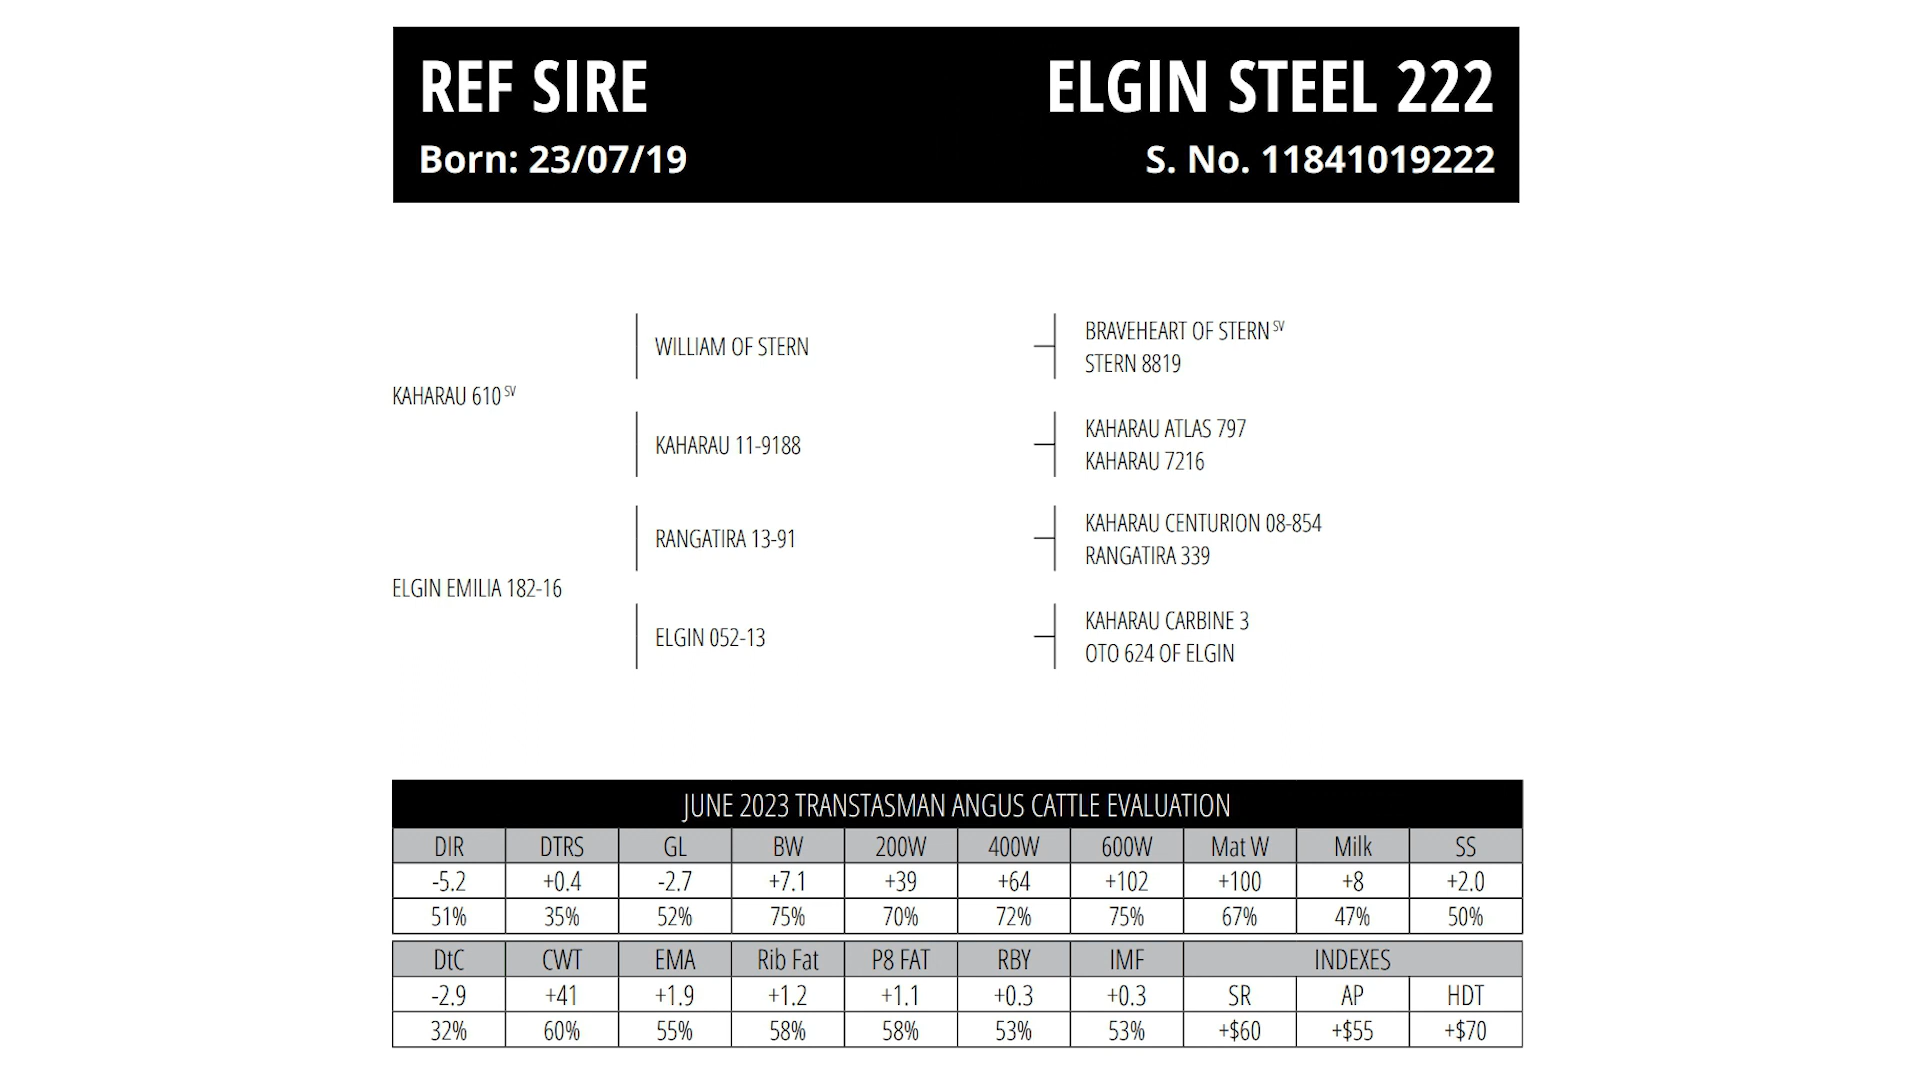 REF SIRE ELGIN STEEL 222
Born: 23/07/19 S. No. 11841019222
BRAVEHEART OF STERN SV
WILLIAM OF STERN
STERN 8819
KAHARAU 610 SV
KAHARAU ATLAS 797
KAHARAU 11-9188
KAHARAU 7216
KAHARAU CENTURION 08-854
RANGATIRA 13-91
RANGATIRA 339
ELGIN EMILIA 182-16
KAHARAU CARBINE 3
ELGIN 052-13
OTO 624 OF ELGIN
JUNE 2023 TRANSTASMAN ANGUS CATTLE EVALUATION
DIR DTRS GL BW 200W 400W 600W Mat W Milk SS
-5.2 +0.4 -2.7 +7.1 +39 +64 +102 +100 +8 +2.0
51% 35% 52% 75% 70% 72% 75% 67% 47% 50%
DtC CWT EMA Rib Fat P8 FAT RBY IMF INDEXES
-2.9 +41 +1.9 +1.2 +1.1 +0.3 +0.3 SR AP HDT
32% 60% 55% 58% 58% 53% 53% +$60 +$55 +$70